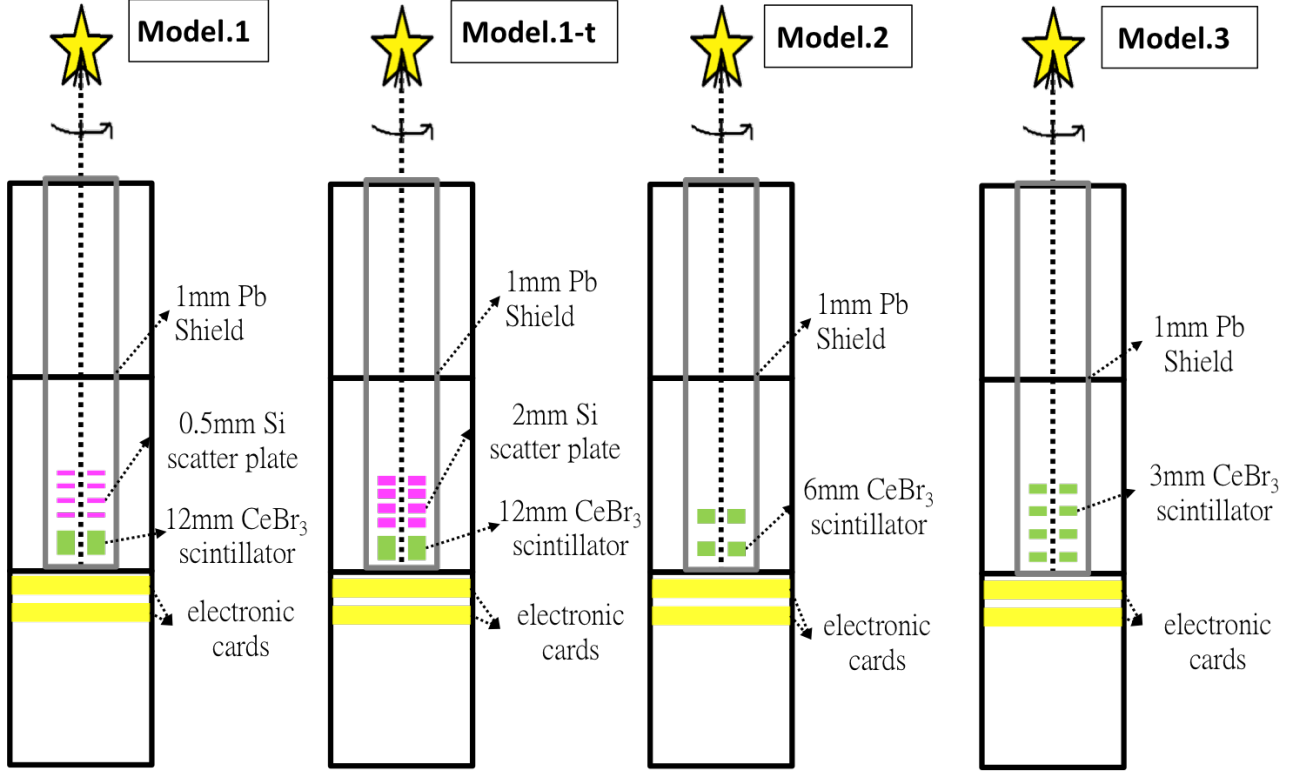 Model.1
1mm Pb
Shield
0.5mm Si
scatter plate
12mm CeBr₃
scintillator
electronic
cards
Model.1-t
1mm Pb
Shield
2mm Si
scatter plate
12mm CeBr₃
scintillator
electronic
cards
Model.2
1mm Pb
Shield
6mm CeBr₃
scintillator
electronic
cards
Model.3
1mm Pb
Shield
3mm CeBr₃
scintillator
electronic
cards